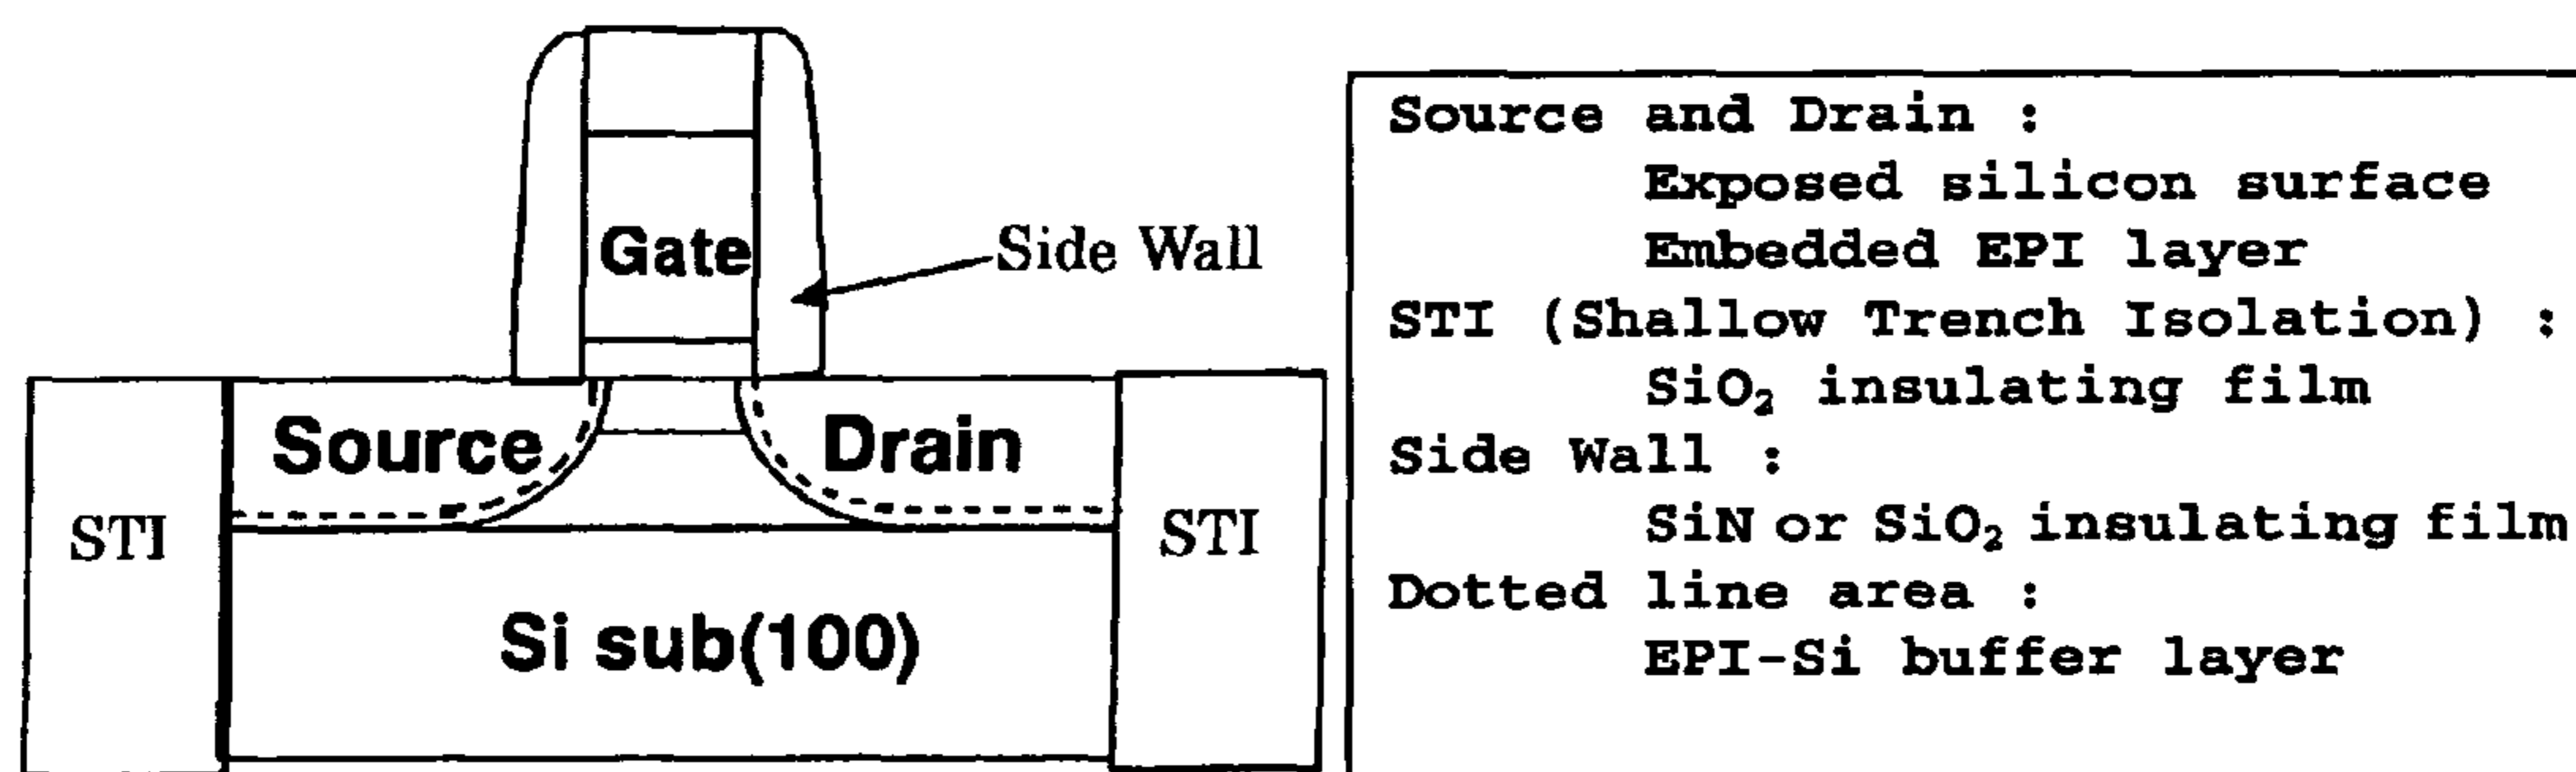 Gate
Side Wall
Source
Drain
STI
STI
Si sub(100)
Source and Drain :
Exposed silicon surface
Embedded EPI layer
STI (Shallow Trench Isolation) :
SiO₂ insulating film
Side Wall :
SiN or SiO₂ insulating film
Dotted line area :
EPI-Si buffer layer